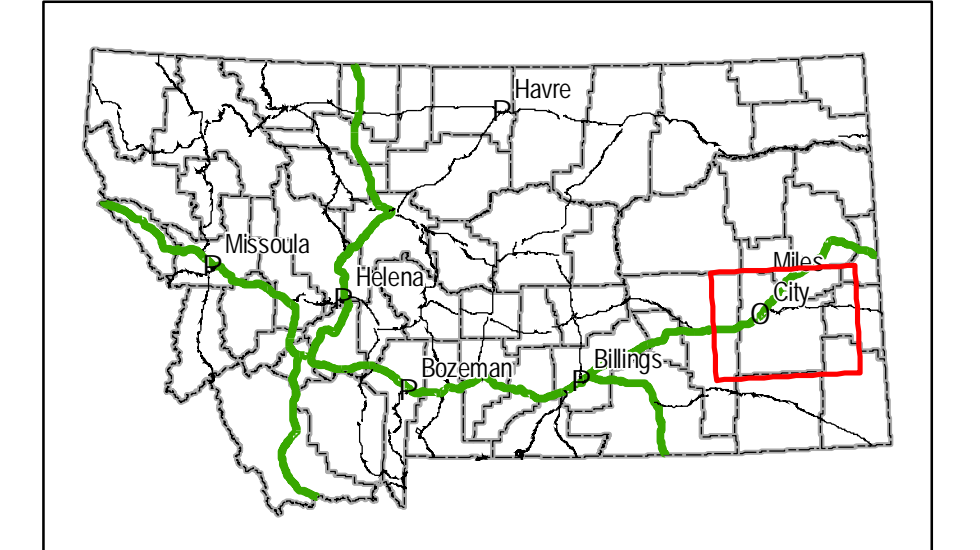 Havre
P
Missoula
P
Helena
P
Miles
City
O
Billings
P
Bozeman
P